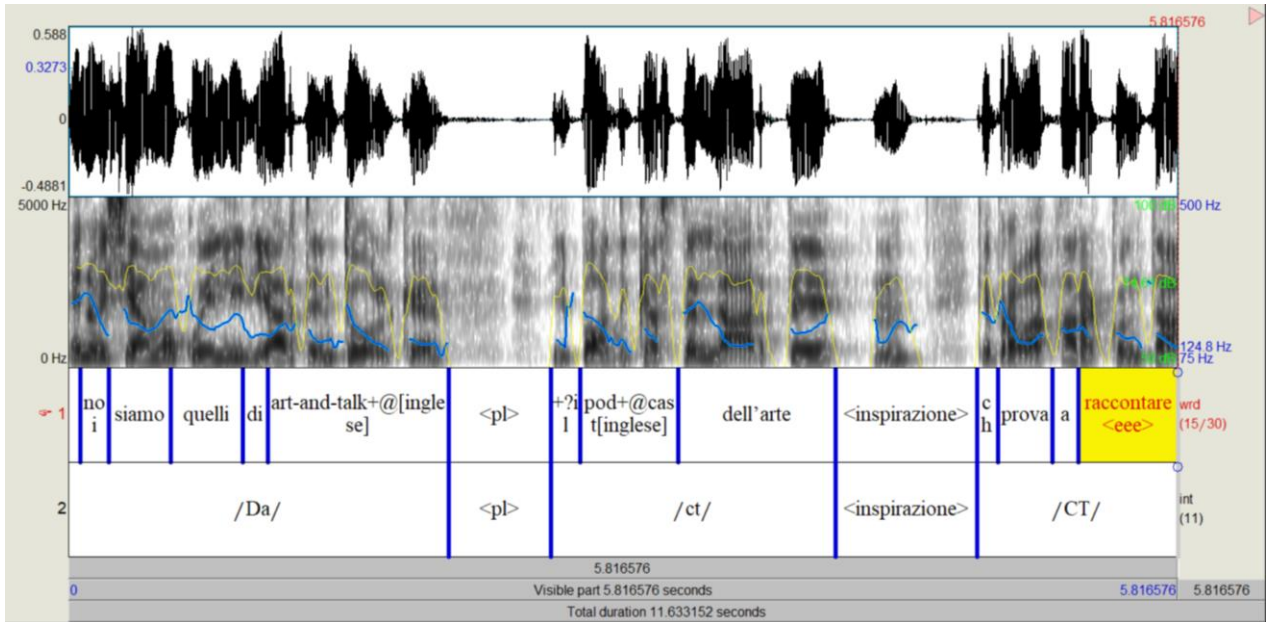 5.816576
0.588
0.3273
0
-0.4881
5000 Hz
100 dB 500 Hz
124.8 Hz
0 Hz
75 Hz
1
no
i
siamo
quelli
di
art-and-talk+@[ingle
se]
<pl>
+?i
l
pod+@cas
t[inglese]
dell'arte
<inspirazione>
c
h
prova
a
raccontare
<eee>
wrd
(15/30)
2
/Da/
<pl>
/ct/
<inspirazione>
/CT/
int
(11)
5.816576
0
Visible part 5.816576 seconds
5.816576
5.816576
Total duration 11.633152 seconds